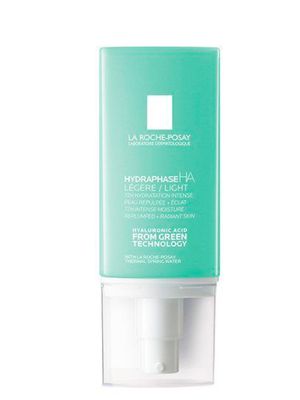 LA ROCHE-POSAY
LABORATOIRE DERMATOLOGIQUE
HYDRAPHASE HA
LÉGÈRE / LIGHT
72H HYDRATATION INTENSE
PEAU REPULPÉE + ÉCLAT
72H INTENSE MOISTURE
REPLUMPED + RADIANT SKIN
HYALURONIC ACID
FROM GREEN
TECHNOLOGY
WITH LA ROCHE-POSAY
THERMAL SPRING WATER